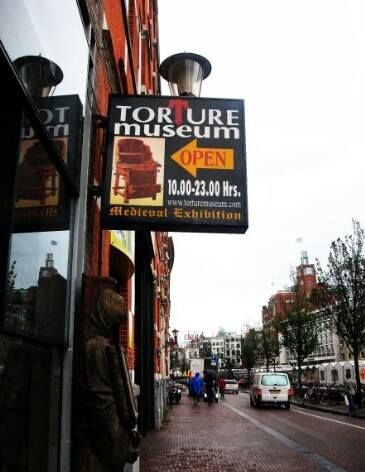 TORTURE
museum
OPEN
10.00-23.00 Hrs.
www.torturemuseum.com
Medieval Exhibition